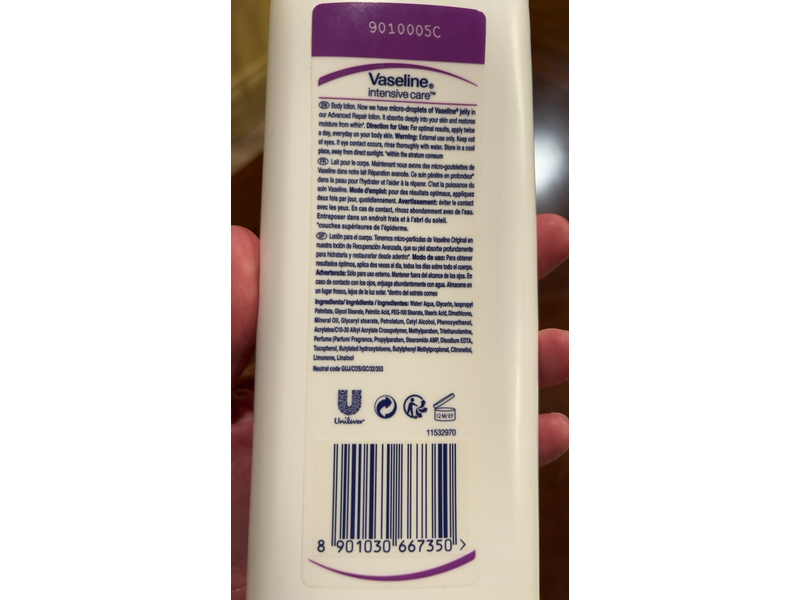 9010005C
Vaseline®
intensive care™
EN Body lotion. Now we have micro-droplets of Vaseline® jelly in
our Advanced Repair lotion. It absorbs deeply into your skin and restores
moisture from within*. Direction for Use: For optimal results, apply twice
a day, everyday on your body skin. Warning: External use only. Keep out
of eyes. If eye contact occurs, rinse thoroughly with water. Store in a cool
place, away from direct sunlight. *within the stratum corneum
FR Lait pour le corps. Maintenant nous avons des micro-goutelettes de
Vaseline dans notre lait Réparation avancée. Ce soin pénètre en profondeur*
dans la peau pour l'hydrater et l'aider à la réparer. C'est la puissance du
soin Vaseline. Mode d'emploi: pour des résultats optimaux, appliquez
deux fois par jour, quotidiennement. Avertissement: éviter le contact
avec les yeux. En cas de contact, rincez abondamment avec de l'eau.
Entreposer dans un endroit frais et à l'abri du soleil.
*couches supérieures de l'épiderme.
SP Loción para el cuerpo. Tenemos micro-partículas de Vaseline Original en
nuestra loción de Recuperación Avanzada, que su piel absorbe profundamente
para hidratarla y restaurarler desde adentro*. Modo de uso: Para obtener
resultados óptimos, aplica dos veces al día, todos los días sobre todo el cuerpo.
Advertancia: Sólo para uso externo. Mantener fuera del alcance de los ojos. En
caso de contacto con los ojos, enjuaga abundantemente con agua. Almacena en
un lugar fresco, lejos de la luz solar. *dentro del estrato corneo
Ingredients/ Ingrédients / Ingredientes: Water/ Aqua, Glycerin, Isopropyl
Palmitate, Glycol Stearate, Palmitic Acid, PEG-100 Stearate, Stearic Acid, Dimethicone,
Mineral Oil, Glyceryl stearate, Petrolatum, Cetyl Alcohol, Phenoxyethanol,
Acrylates/C10-30 Alkyl Acrylate Crosspolymer, Methylparaben, Triethanolamine,
Perfume (Parfum/ Fragrance, Propylparaben, Stearamide AMP, Disodium EDTA,
Tocopherol, Butylated hydroxytoluene, Butylphenyl Methylpropional, Citronellol,
Limonene, Linalool
Neutral code GUJ/COS/GC/32/353
Unilever
12 M/ EY
11532970
8 901030 667350 >